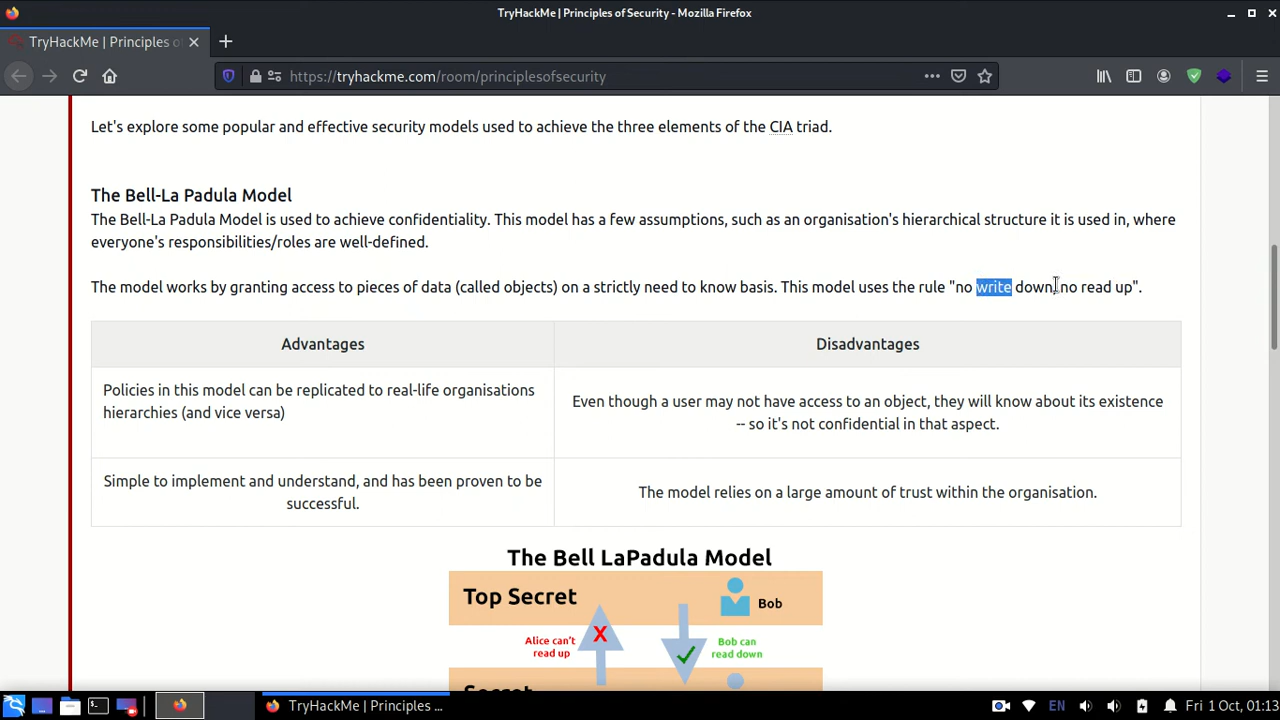 TryHackMe | Principles of Security - Mozilla Firefox
TryHackMe | Principles o
https://tryhackme.com/room/principlesofsecurity
Let's explore some popular and effective security models used to achieve the three elements of the CIA triad.
The Bell-La Padula Model
The Bell-La Padula Model is used to achieve confidentiality. This model has a few assumptions, such as an organisation's hierarchical structure it is used in, where
everyone's responsibilities/roles are well-defined.
The model works by granting access to pieces of data (called objects) on a strictly need to know basis. This model uses the rule "no write down, no read up".
Advantages
Disadvantages
Policies in this model can be replicated to real-life organisations
hierarchies (and vice versa)
Even though a user may not have access to an object, they will know about its existence
-- so it's not confidential in that aspect.
Simple to implement and understand, and has been proven to be
successful.
The model relies on a large amount of trust within the organisation.
The Bell LaPadula Model
Top Secret
Bob
Alice can't
read up
X
Bob can
read down
Secret
TryHackMe | Principles ...
EN
Fri 1 Oct, 01:13